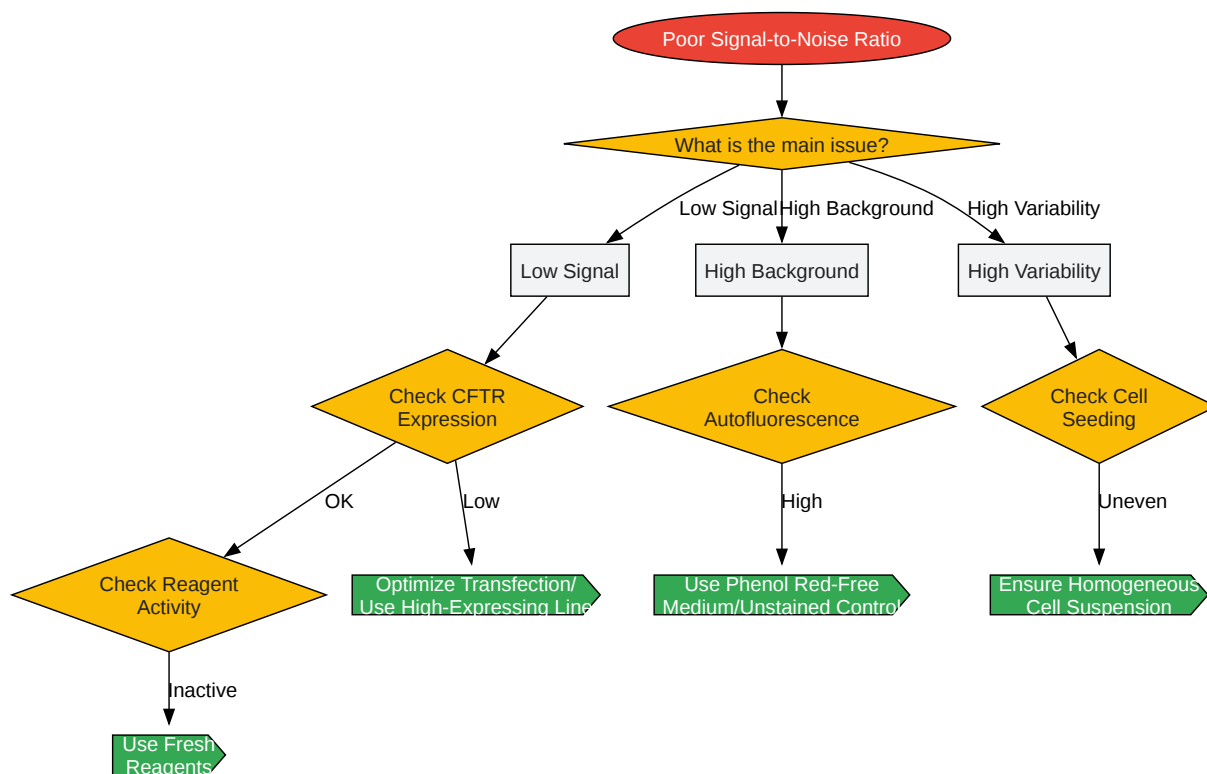 Poor Signal-to-Noise Ratio
What is the main issue?
Low Signal
High Background
High Variability
Low Signal
High Background
High Variability
Check CFTR
Expression
Check
Autofluorescence
Check Cell
Seeding
OK
Low
High
Uneven
Check Reagent
Activity
Optimize Transfection/
Use High-Expressing Line
Use Phenol Red-Free
Medium/Unstained Control
Ensure Homogeneous
Cell Suspension
Inactive
Use Fresh
Reagents